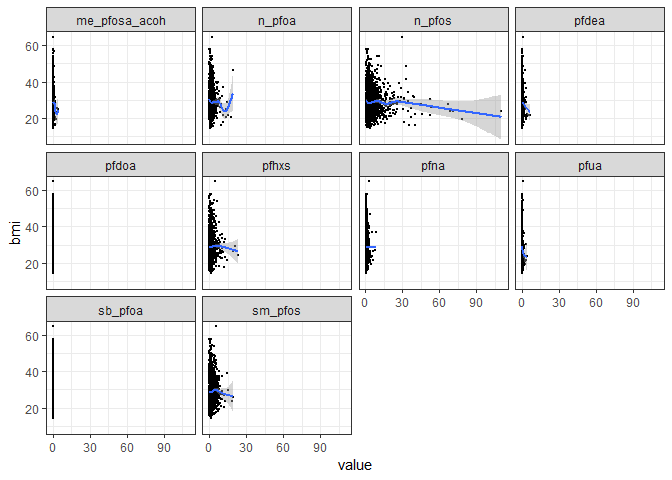 me_pfosa_acoh
n_pfoa
n_pfos
pfdea
60
40
20
pfdoa
pfhxs
pfna
pfua
60
40
20
0 30 60 90
0 30 60 90
sb_pfoa
sm_pfos
60
40
20
0 30 60 90
0 30 60 90
bmi
value